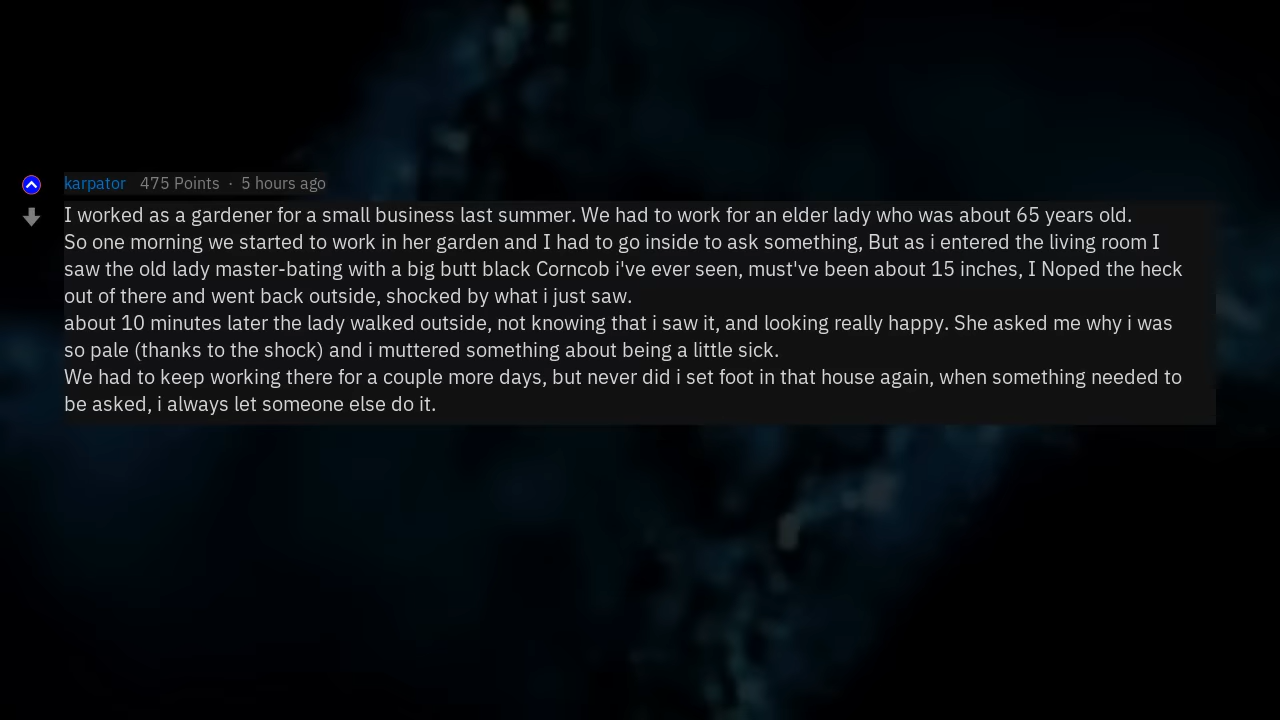 karpator 475 Points · 5 hours ago
I worked as a gardener for a small business last summer. We had to work for an elder lady who was about 65 years old.
So one morning we started to work in her garden and I had to go inside to ask something, But as i entered the living room I
saw the old lady master-bating with a big butt black Corncob i've ever seen, must've been about 15 inches, I Noped the heck
out of there and went back outside, shocked by what i just saw.
about 10 minutes later the lady walked outside, not knowing that i saw it, and looking really happy. She asked me why i was
so pale (thanks to the shock) and i muttered something about being a little sick.
We had to keep working there for a couple more days, but never did i set foot in that house again, when something needed to
be asked, i always let someone else do it.